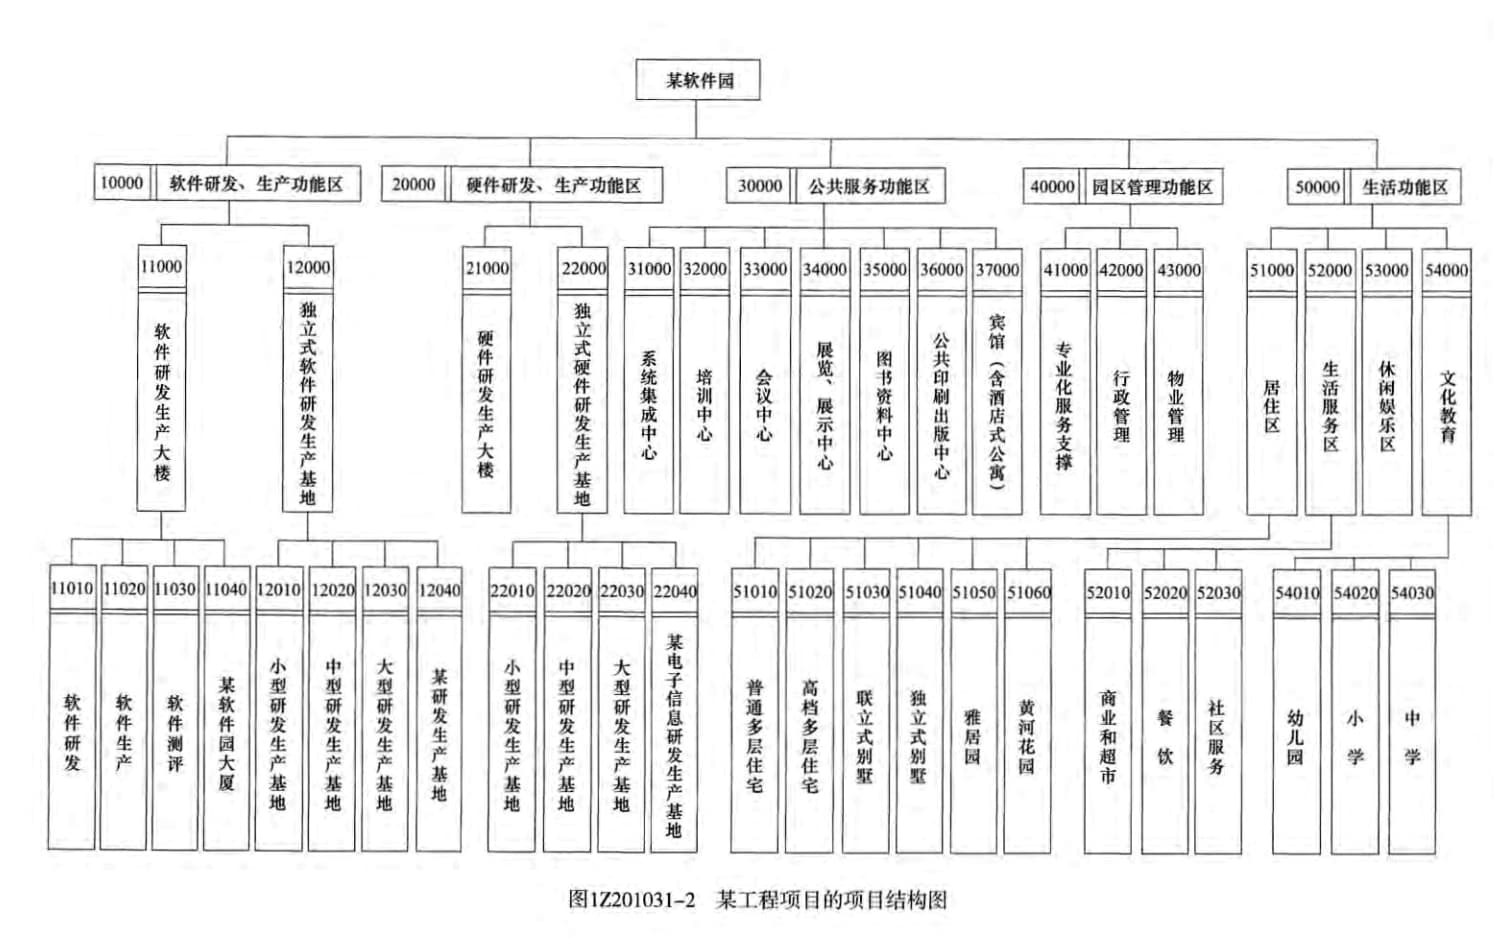 某软件园
10000 软件研发、生产功能区
20000 硬件研发、生产功能区
30000 公共服务功能区
40000 园区管理功能区
50000 生活功能区
11000
12000
21000
22000
31000
32000
33000
34000
35000
36000
37000
41000
42000
43000
51000
52000
53000
54000
软件研发生产大楼
独立式软件研发生产基地
硬件研发生产大楼
独立式硬件研发生产基地
系统集成中心
培训中心
会议中心
展览、展示中心
图书资料中心
公共印刷出版中心
宾馆（含酒店式公寓）
专业化服务支撑
行政管理
物业管理
居住区
生活服务区
休闲娱乐区
文化教育
11010
11020
11030
11040
12010
12020
12030
12040
22010
22020
22030
22040
51010
51020
51030
51040
51050
51060
52010
52020
52030
54010
54020
54030
软件研发
软件生产
软件测评
某软件园大厦
小型研发生产基地
中型研发生产基地
大型研发生产基地
某研发生产基地
小型研发生产基地
中型研发生产基地
大型研发生产基地
某电子信息研发生产基地
普通多层住宅
高档多层住宅
联立式别墅
独立式别墅
雅居园
黄河花园
商业和超市
餐饮
社区服务
幼儿园
小学
中学
图1Z201031-2 某工程项目的项目结构图